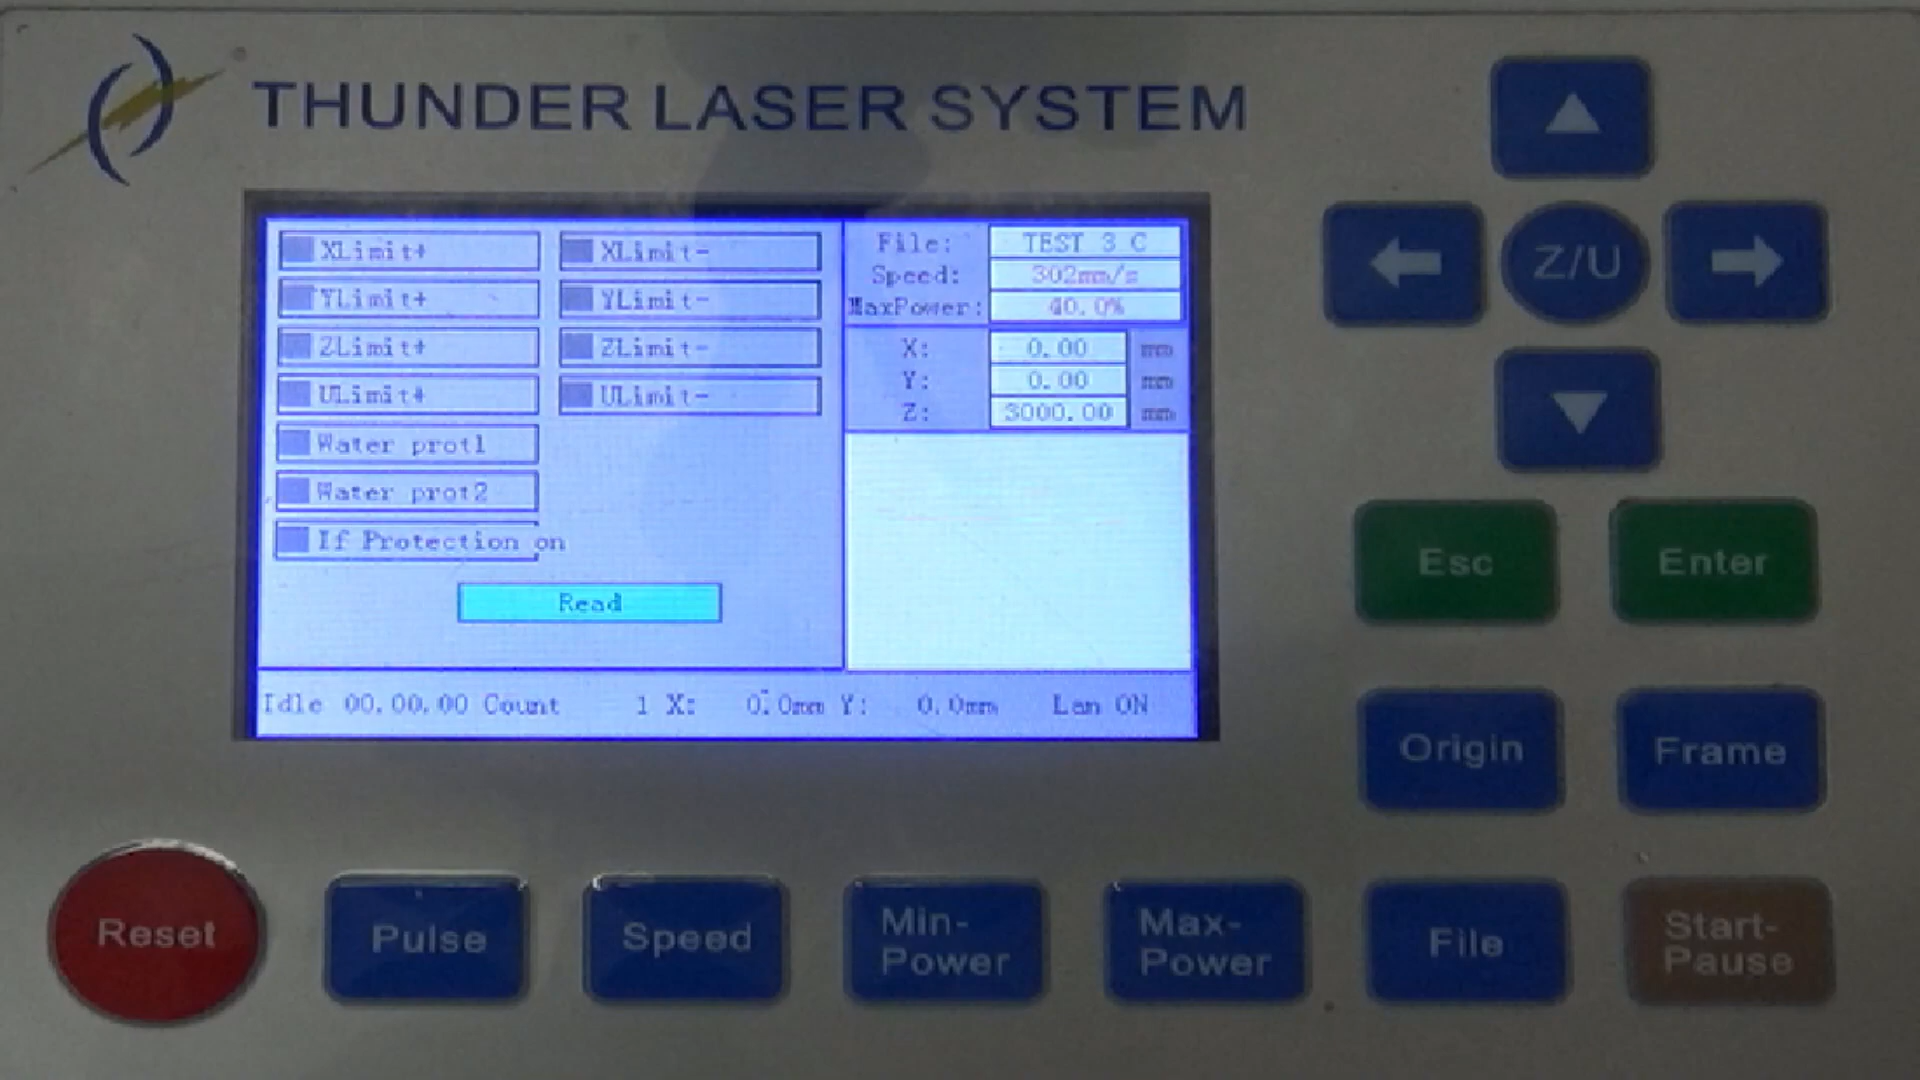 THUNDER LASER SYSTEM
XLimit+ XLimit-
YLimit+ YLimit-
ZLimit+ ZLimit-
ULimit+ ULimit-
Water prot1
Water prot2
If Protection on
Read
File: TEST 3 C
Speed: 302mm/s
MaxPower: 40.0%
X: 0.00 mm
Y: 0.00 mm
Z: 3000.00 mm
Idle 00.00.00 Count 1 X: 0.0mm Y: 0.0mm Lan ON
Z/U
Esc Enter
Origin Frame
Reset
Pulse
Speed
Min-
Power
Max-
Power
File
Start-
Pause